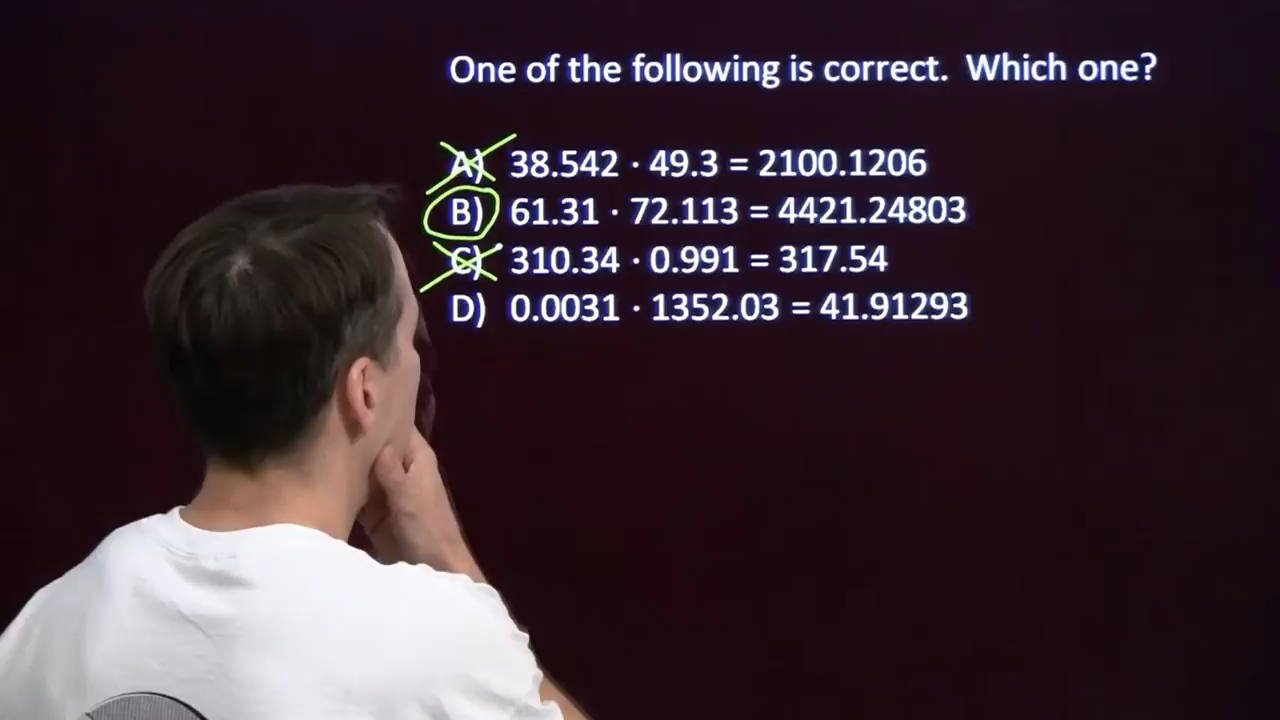 One of the following is correct. Which one?
A) 38.542 · 49.3 = 2100.1206
B) 61.31 · 72.113 = 4421.24803
C) 310.34 · 0.991 = 317.54
D) 0.0031 · 1352.03 = 41.91293